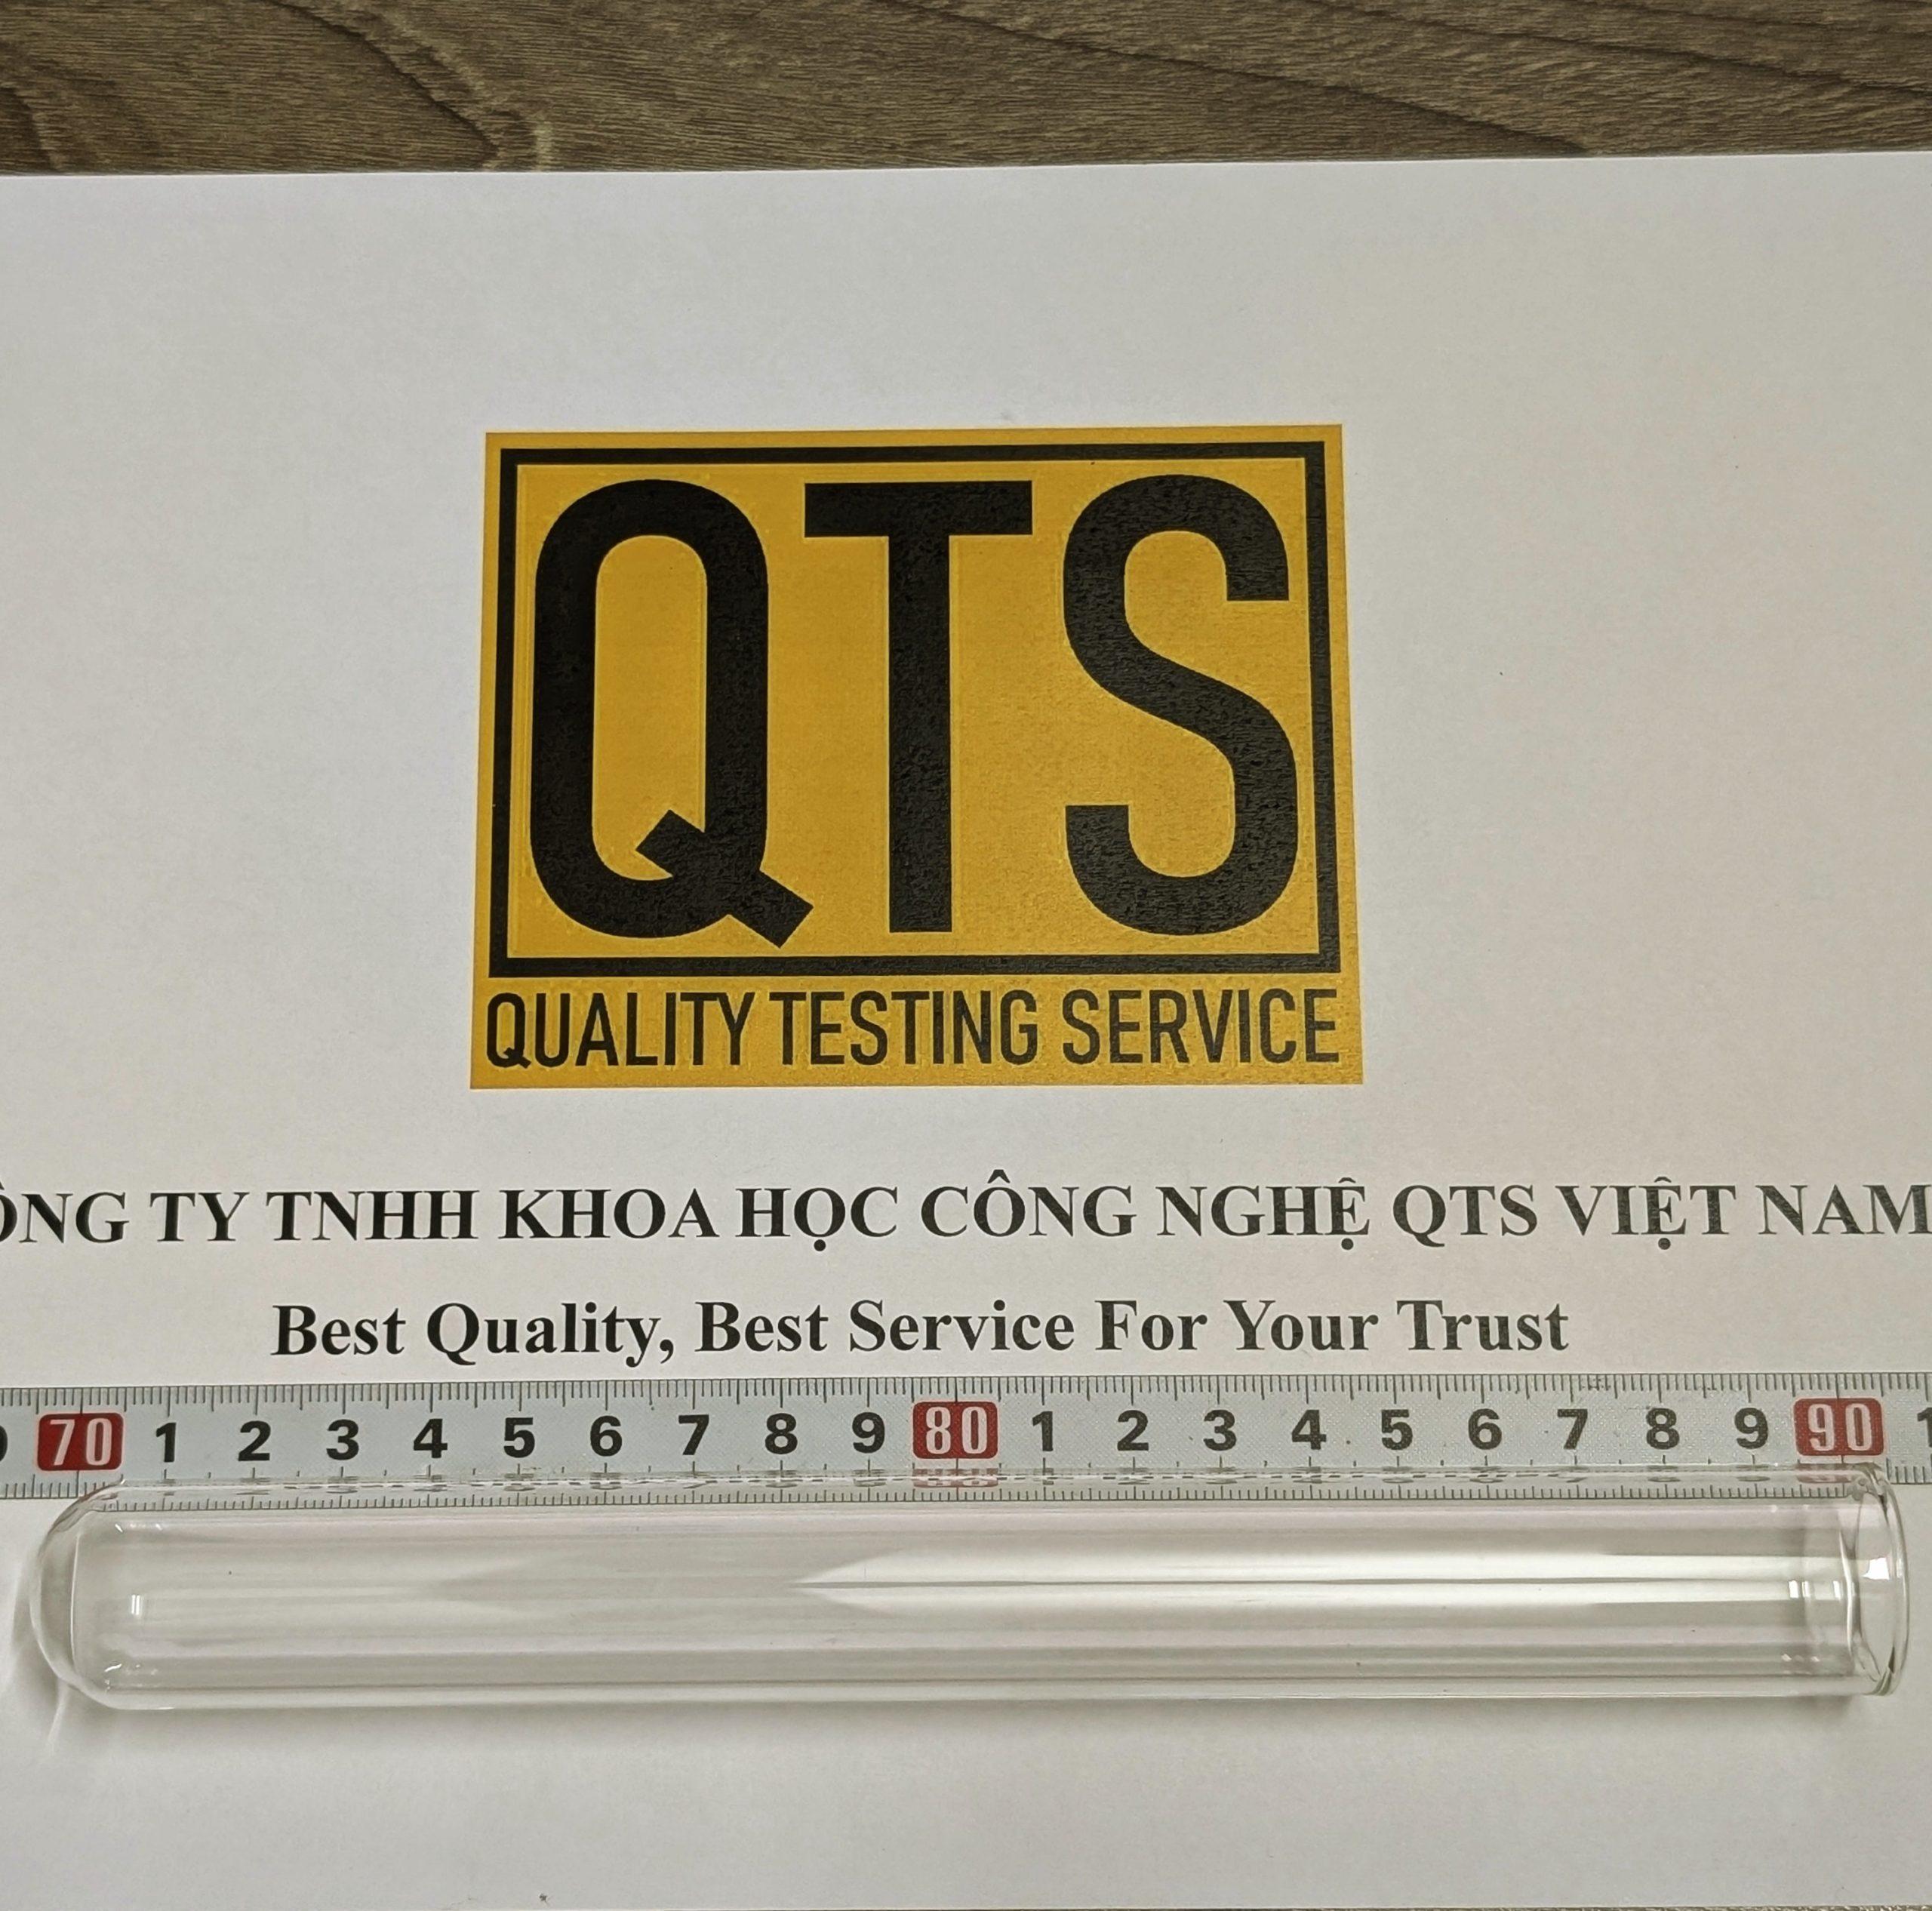 QTS
QUALITY TESTING SERVICE
ÔNG TY TNHH KHOA HỌC CÔNG NGHỆ QTS VIỆT NAM
Best Quality, Best Service For Your Trust
70 1 2 3 4 5 6 7 8 9 80 1 2 3 4 5 6 7 8 9 90 1